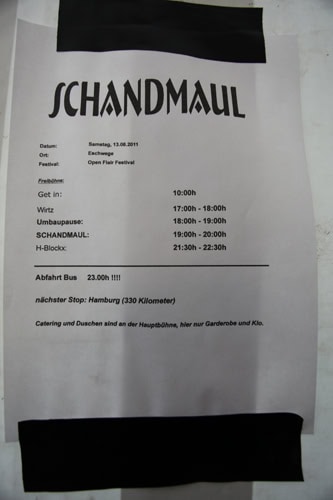 SCHANDMAUL
Datum: Samstag, 13.08.2011
Ort: Eschwege
Festival: Open Flair Festival
Freibühne:
Get in: 10:00h
Wirtz 17:00h - 18:00h
Umbaupause: 18:00h - 19:00h
SCHANDMAUL: 19:00h - 20:00h
H-Blockx: 21:30h - 22:30h
Abfahrt Bus 23.00h !!!!
nächster Stop: Hamburg (330 Kilometer)
Catering und Duschen sind an der Hauptbühne, hier nur Garderobe und Klo.